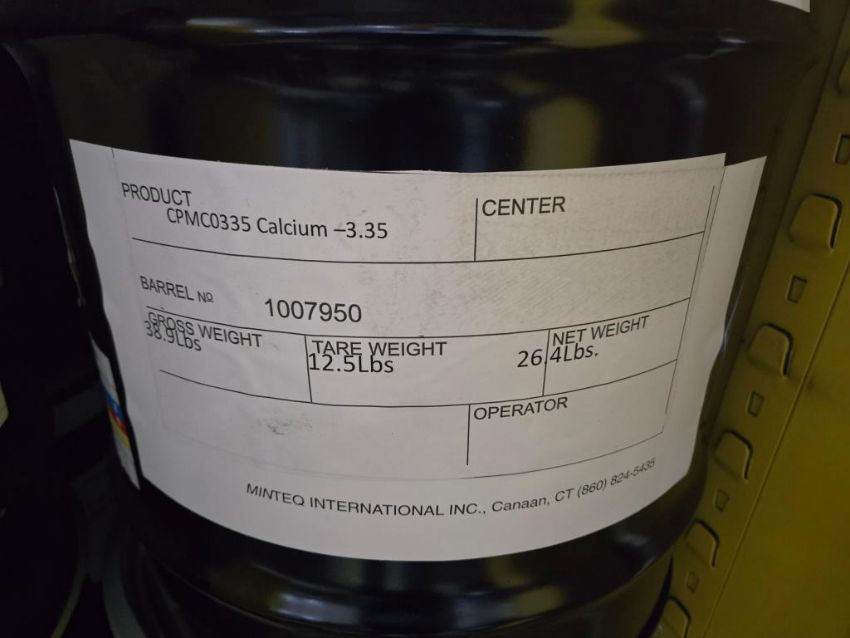 PRODUCT
CPMC0335 Calcium –3.35
CENTER
BARREL Nº
1007950
GROSS WEIGHT
38.9Lbs
TARE WEIGHT
12.5Lbs
NET WEIGHT
26.4Lbs.
OPERATOR
MINTEQ INTERNATIONAL INC., Canaan, CT (860) 824-5435